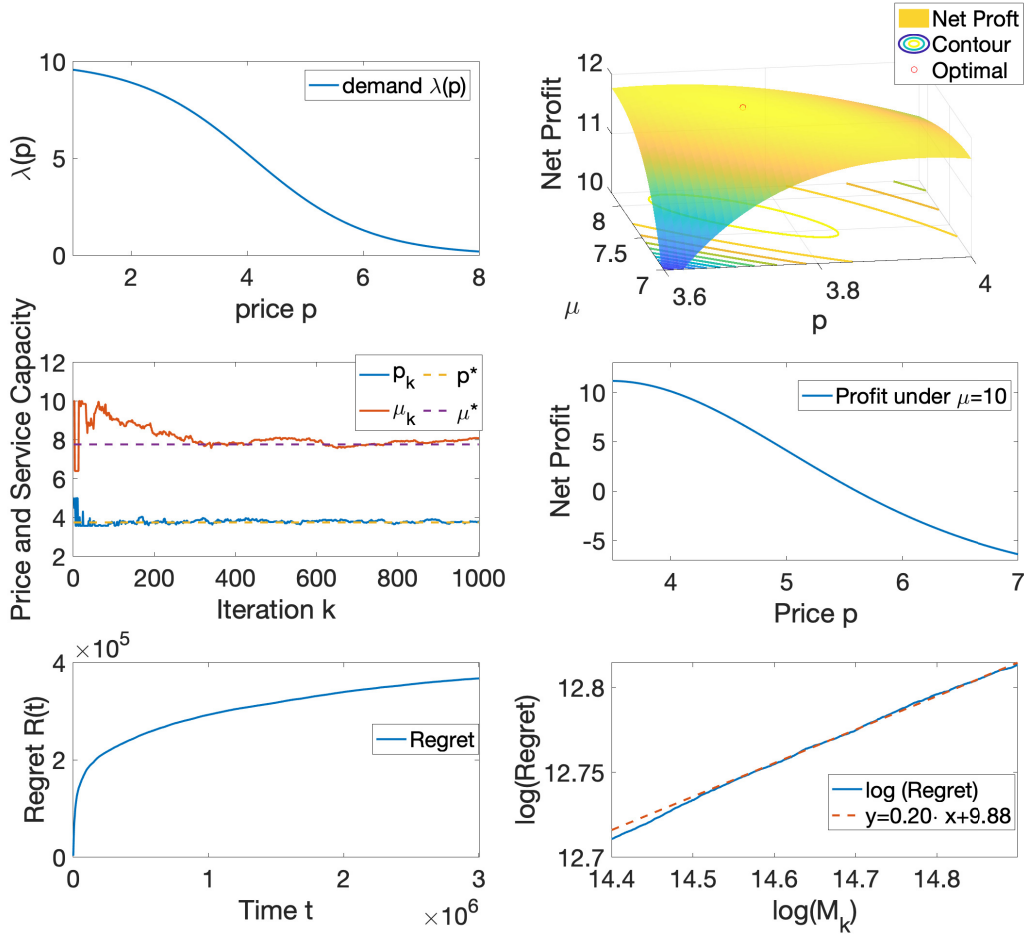 10
5
0
2
4
6
8
λ(p)
price p
demand λ(p)
Net Proft
Contour
Optimal
12
11
10
Net Profit
8
7.5
7
μ
3.6
3.8
4
p
12
10
8
6
4
2
0
200
400
600
800
1000
Price and Service Capacity
Iteration k
p_k
p*
μ_k
μ*
10
5
0
-5
4
5
6
7
Net Profit
Price p
Profit under μ=10
×10^5
4
2
0
0
1
2
3
×10^6
Regret R(t)
Time t
Regret
12.8
12.75
12.7
14.4
14.5
14.6
14.7
14.8
log(Regret)
log(M_k)
log (Regret)
y=0.20· x+9.88